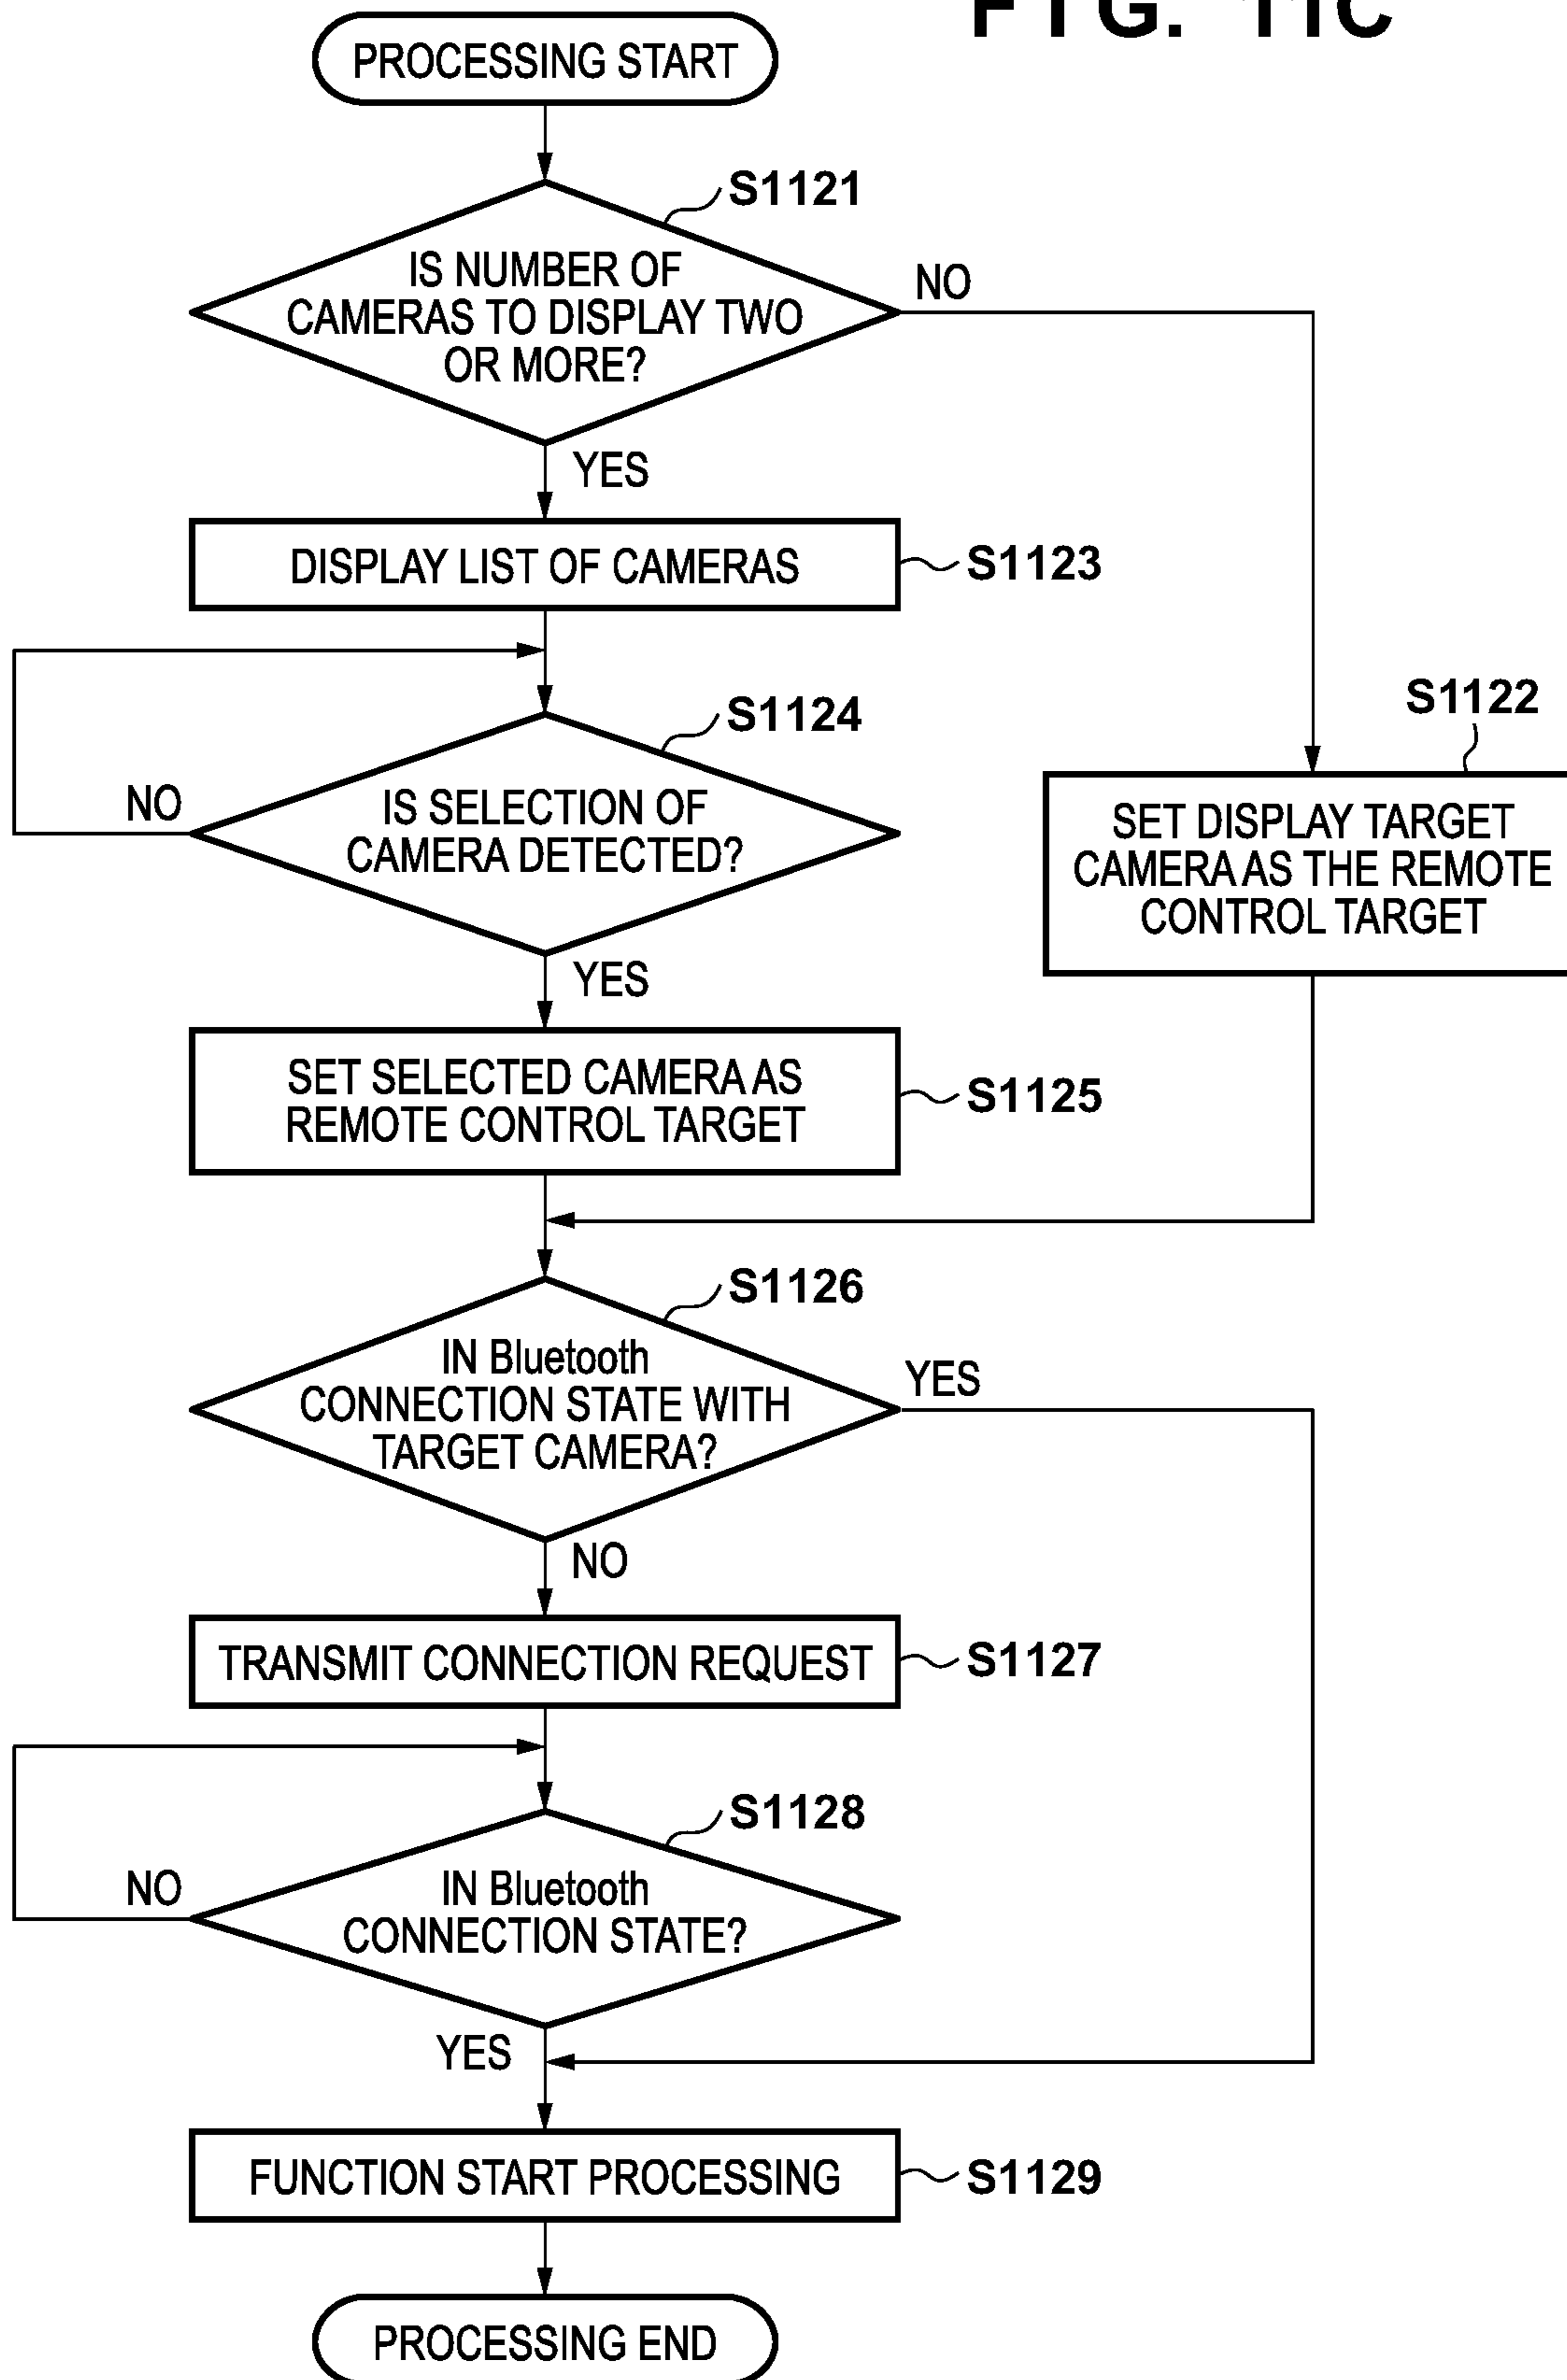 FIG. 11C
PROCESSING START
S1121
IS NUMBER OF
CAMERAS TO DISPLAY TWO
OR MORE?
NO
YES
DISPLAY LIST OF CAMERAS
S1123
S1124
NO
IS SELECTION OF
CAMERA DETECTED?
S1122
SET DISPLAY TARGET
CAMERA AS THE REMOTE
CONTROL TARGET
YES
SET SELECTED CAMERA AS
REMOTE CONTROL TARGET
S1125
S1126
IN Bluetooth
CONNECTION STATE WITH
TARGET CAMERA?
YES
NO
TRANSMIT CONNECTION REQUEST
S1127
S1128
NO
IN Bluetooth
CONNECTION STATE?
YES
FUNCTION START PROCESSING
S1129
PROCESSING END